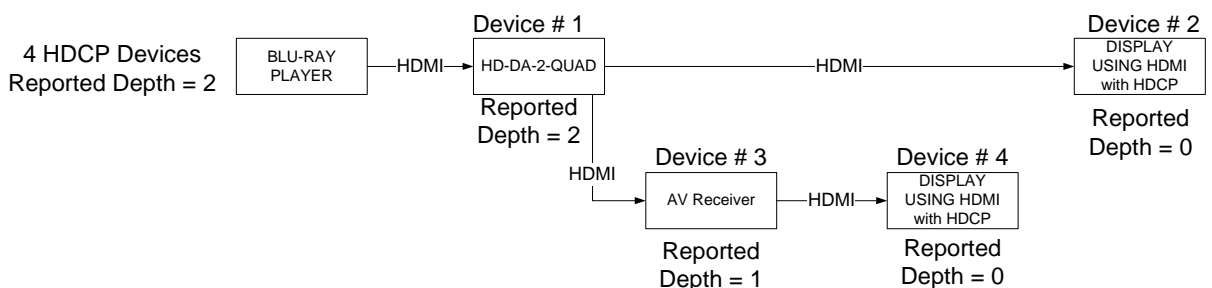 4 HDCP Devices
Reported Depth = 2
BLU-RAY
PLAYER
HDMI
Device # 1
HD-DA-2-QUAD
Reported
Depth = 2
HDMI
Device # 2
DISPLAY
USING HDMI
with HDCP
Reported
Depth = 0
HDMI
Device # 3
AV Receiver
Reported
Depth = 1
HDMI
Device # 4
DISPLAY
USING HDMI
with HDCP
Reported
Depth = 0